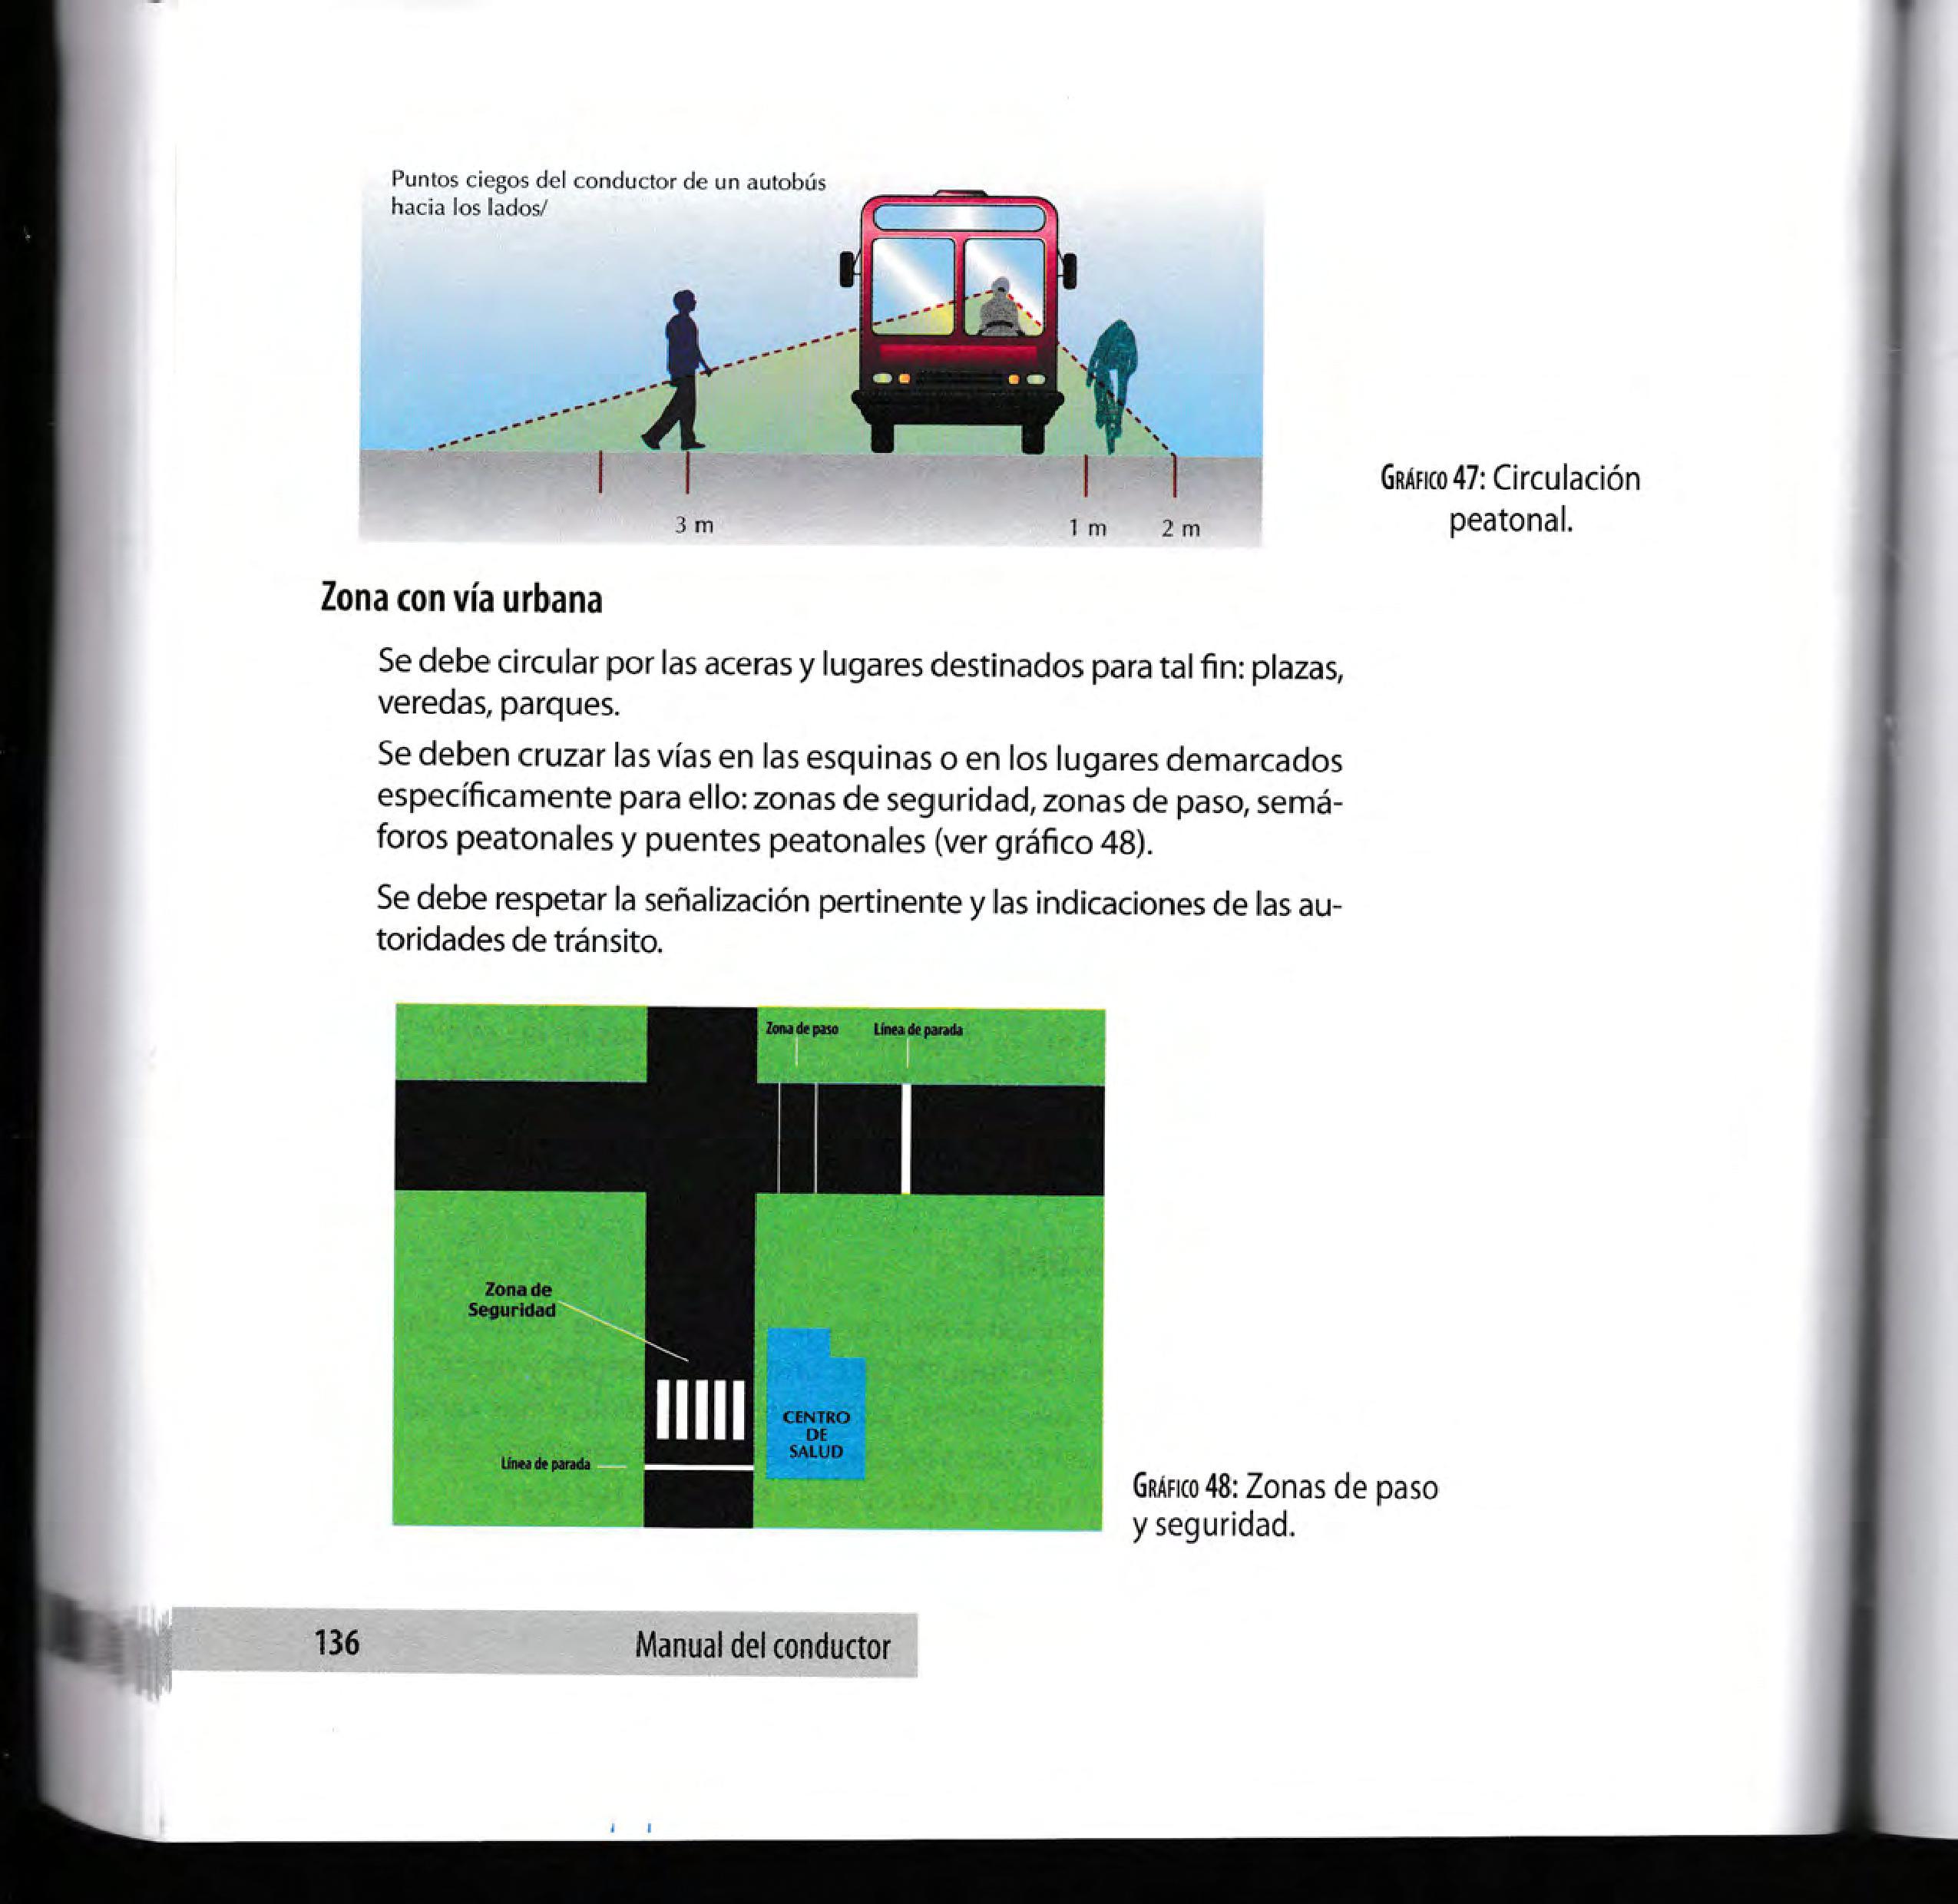 Puntos ciegos del conductor de un autobús
hacia los lados/
3 m
1 m
2 m
GRÁFICO 47: Circulación
peatonal.
Zona con vía urbana
Se debe circular por las aceras y lugares destinados para tal fin: plazas,
veredas, parques.
Se deben cruzar las vías en las esquinas o en los lugares demarcados
específicamente para ello: zonas de seguridad, zonas de paso, semá-
foros peatonales y puentes peatonales (ver gráfico 48).
Se debe respetar la señalización pertinente y las indicaciones de las au-
toridades de tránsito.
Zona de paso
Línea de parada
Zona de
Seguridad
CENTRO
DE
SALUD
Línea de parada
GRÁFICO 48: Zonas de paso
y seguridad.
136
Manual del conductor